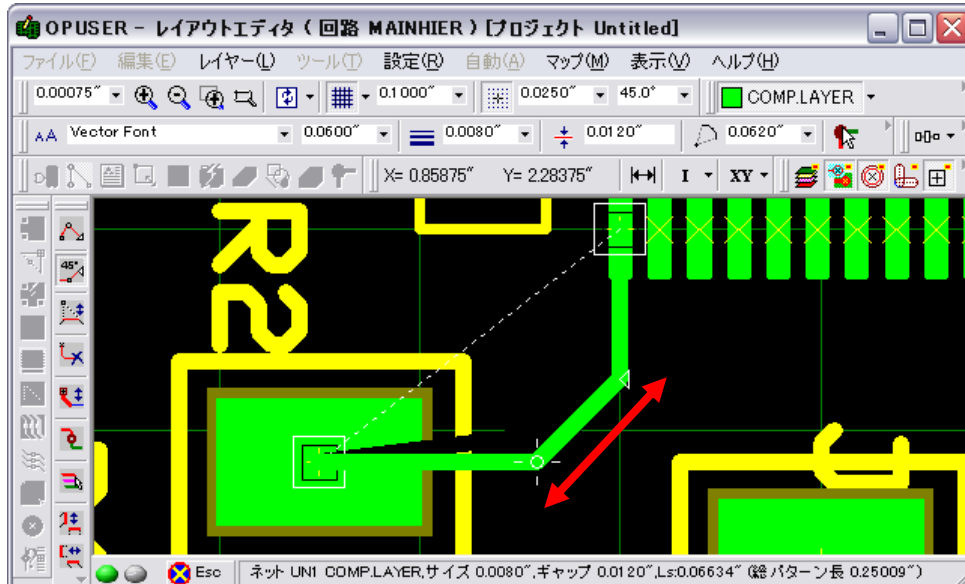 OPUSER - レイアウトエディタ ( 回路 MAINHIER ) [プロジェクト Untitled]
ファイル(F) 編集(E) レイヤー(L) ツール(T) 設定(R) 自動(A) マップ(M) 表示(V) ヘルプ(H)
0.00075" 0.1000" 0.0250" 45.0° COMP.LAYER
AA Vector Font 0.0600" 0.0080" 0.0120" 0.0620"
X= 0.85875" Y= 2.28375" I XY
45°
R2
Esc ネット UN1 COMP.LAYER,サイズ 0.0080",ギャップ 0.0120",Ls:0.06634" (総パターン長 0.25009")